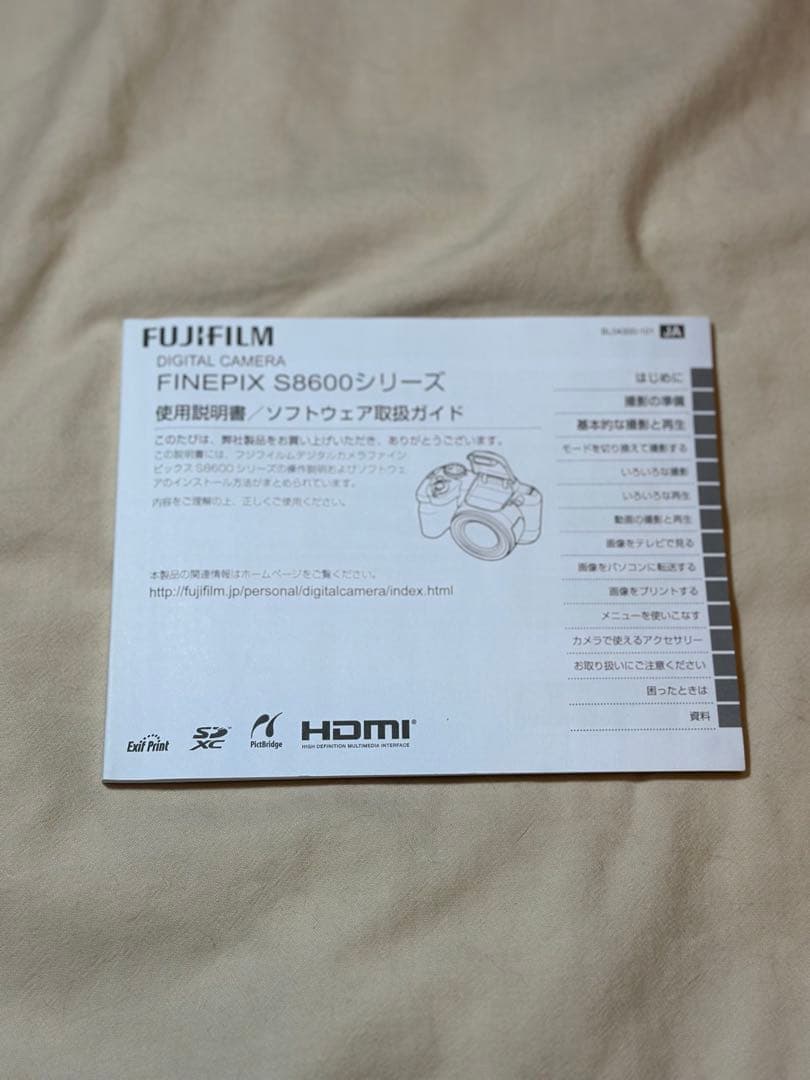 FUJIFILM
JA
DIGITAL CAMERA
FINEPIX S8600シリーズ
使用説明書/ソフトウェア取扱ガイド
このたびは、弊社製品をお買い上げいただき、ありがとうございます。
この説明書には、フジフイルムデジタルカメラファイン
ピックス S8600 シリーズの操作説明およびソフトウェ
アのインストール方法がまとめられています。
内容をご理解の上、正しくご使用ください。
本製品の関連情報はホームページをご覧ください。
http://fujifilm.jp/personal/digitalcamera/index.html
はじめに
撮影の準備
基本的な撮影と再生
モードを切り換えて撮影する
いろいろな撮影
いろいろな再生
動画の撮影と再生
画像をテレビで見る
画像をパソコンに転送する
画像をプリントする
メニューを使いこなす
カメラで使えるアクセサリー
お取り扱いにご注意ください
困ったときは
資料
Exif Print
SD XC™
PictBridge
HDMI®
HIGH DEFINITION MULTIMEDIA INTERFACE